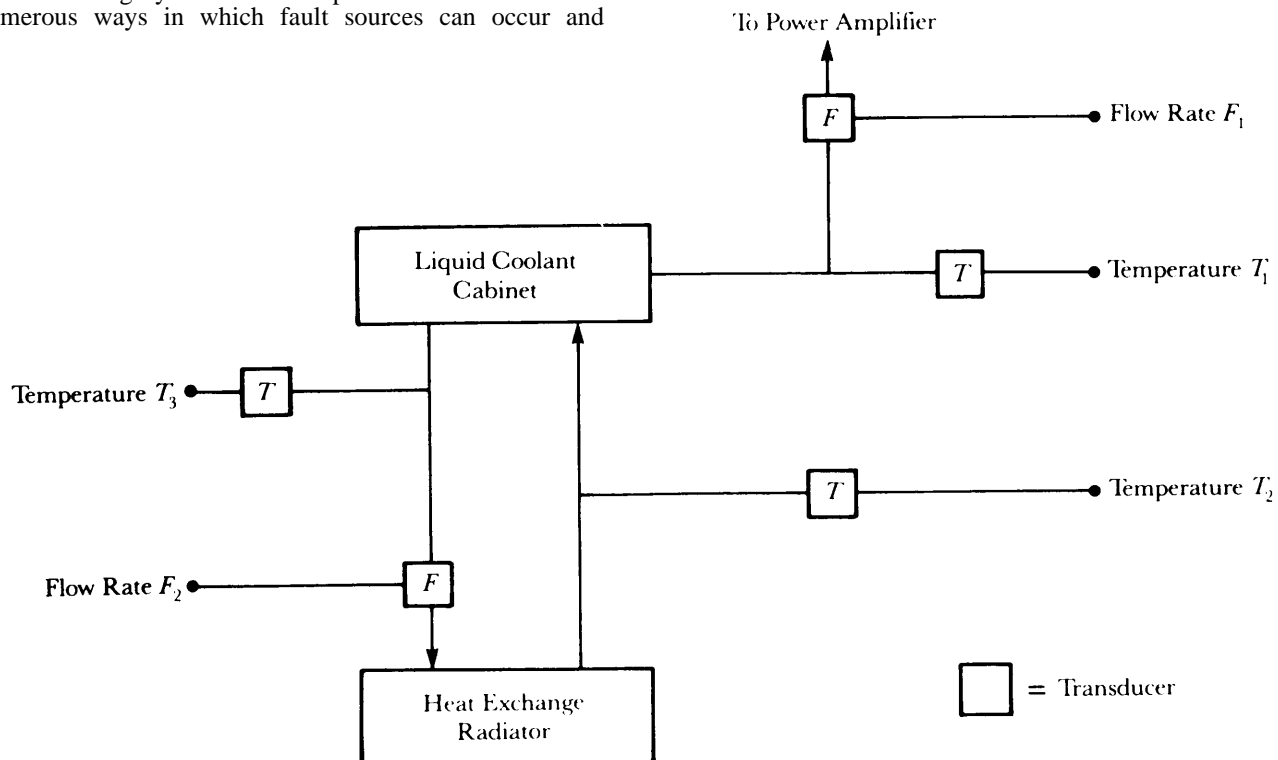 merous ways in which fault sources can occur and
To Power Amplifier
F
Flow Rate F₁
Liquid Coolant
Cabinet
T
Temperature T₁
Temperature T₃
T
T
Temperature T₂
Flow Rate F₂
F
Heat Exchange
Radiator
= Transducer